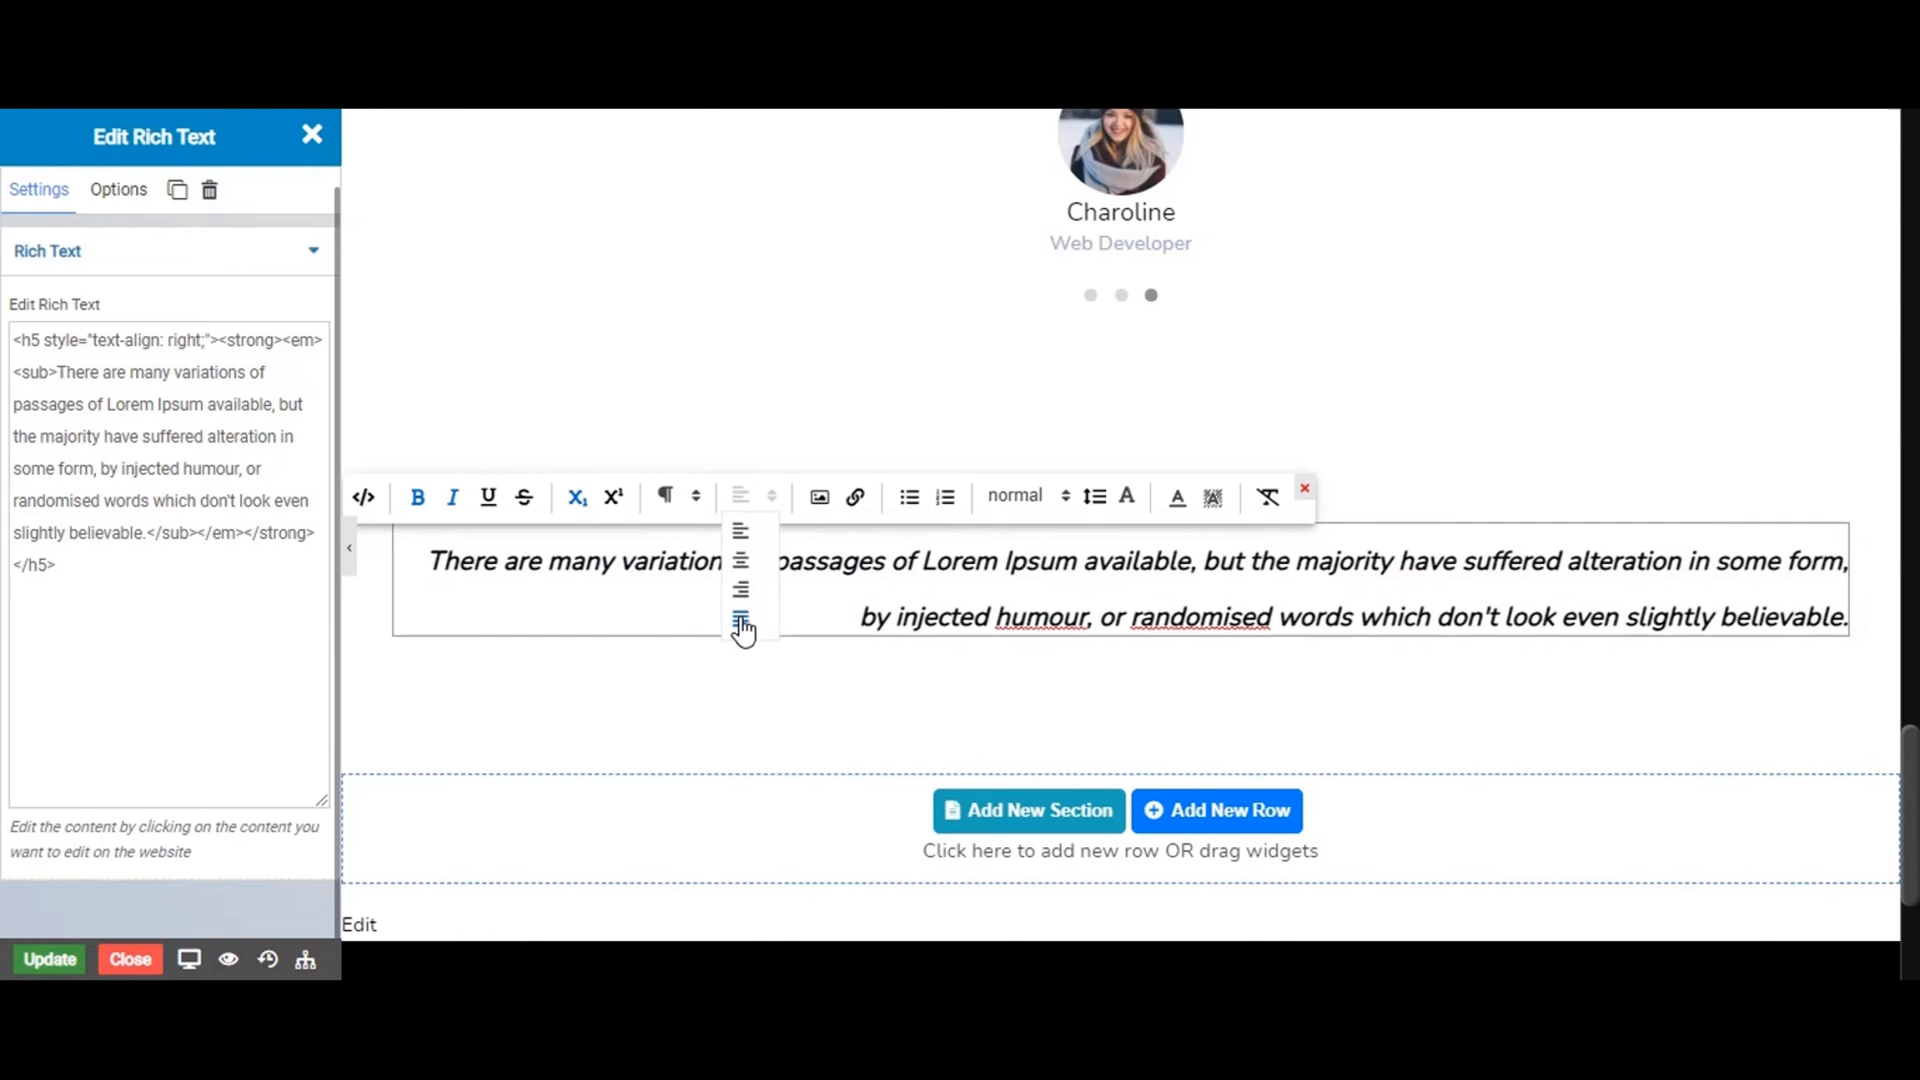 Edit Rich Text
Settings Options
Rich Text
Edit Rich Text
<h5 style="text-align: right;"><strong><em>
<sub>There are many variations of
passages of Lorem Ipsum available, but
the majority have suffered alteration in
some form, by injected humour, or
randomised words which don't look even
slightly believable.</sub></em></strong>
</h5>
Edit the content by clicking on the content you
want to edit on the website
Update Close
Charoline
Web Developer
B I U S X₁ X¹ ¶ normal A A A
There are many variation passages of Lorem Ipsum available, but the majority have suffered alteration in some form,
by injected humour, or randomised words which don't look even slightly believable.
Add New Section Add New Row
Click here to add new row OR drag widgets
Edit